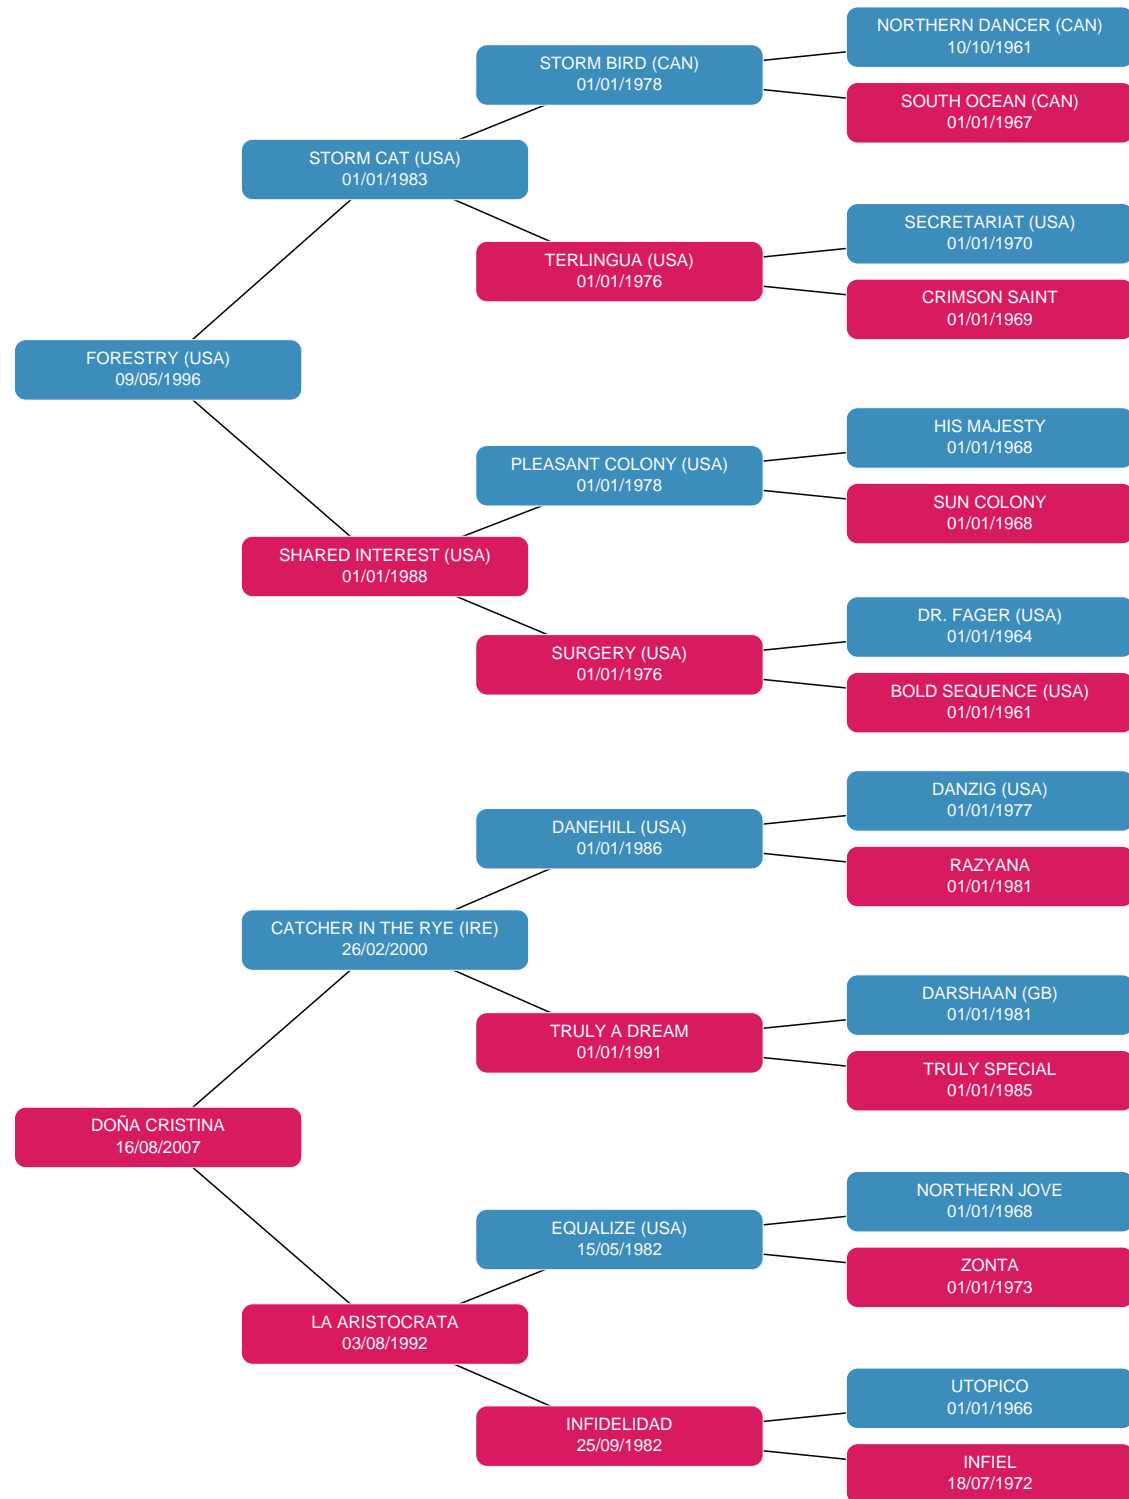 NORTHERN DANCER (CAN)
10/10/1961
STORM BIRD (CAN)
01/01/1978
SOUTH OCEAN (CAN)
01/01/1967
STORM CAT (USA)
01/01/1983
SECRETARIAT (USA)
01/01/1970
TERLINGUA (USA)
01/01/1976
CRIMSON SAINT
01/01/1969
FORESTRY (USA)
09/05/1996
HIS MAJESTY
01/01/1968
PLEASANT COLONY (USA)
01/01/1978
SUN COLONY
01/01/1968
SHARED INTEREST (USA)
01/01/1988
DR. FAGER (USA)
01/01/1964
SURGERY (USA)
01/01/1976
BOLD SEQUENCE (USA)
01/01/1961
DANZIG (USA)
01/01/1977
DANEHILL (USA)
01/01/1986
RAZYANA
01/01/1981
CATCHER IN THE RYE (IRE)
26/02/2000
DARSHAAN (GB)
01/01/1981
TRULY A DREAM
01/01/1991
TRULY SPECIAL
01/01/1985
DOÑA CRISTINA
16/08/2007
NORTHERN JOVE
01/01/1968
EQUALIZE (USA)
15/05/1982
ZONTA
01/01/1973
LA ARISTOCRATA
03/08/1992
UTOPICO
01/01/1966
INFIDELIDAD
25/09/1982
INFIEL
18/07/1972